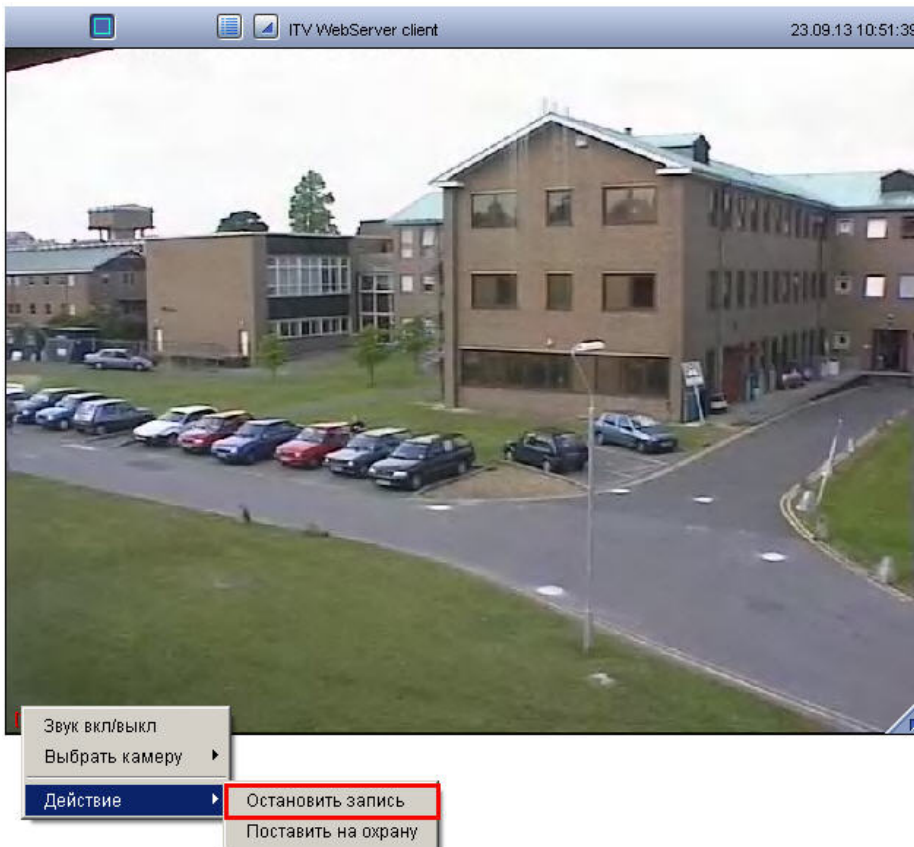 ITV WebServer client
23.09.13 10:51:39
Звук вкл/выкл
Выбрать камеру
Действие
Остановить запись
Поставить на охрану